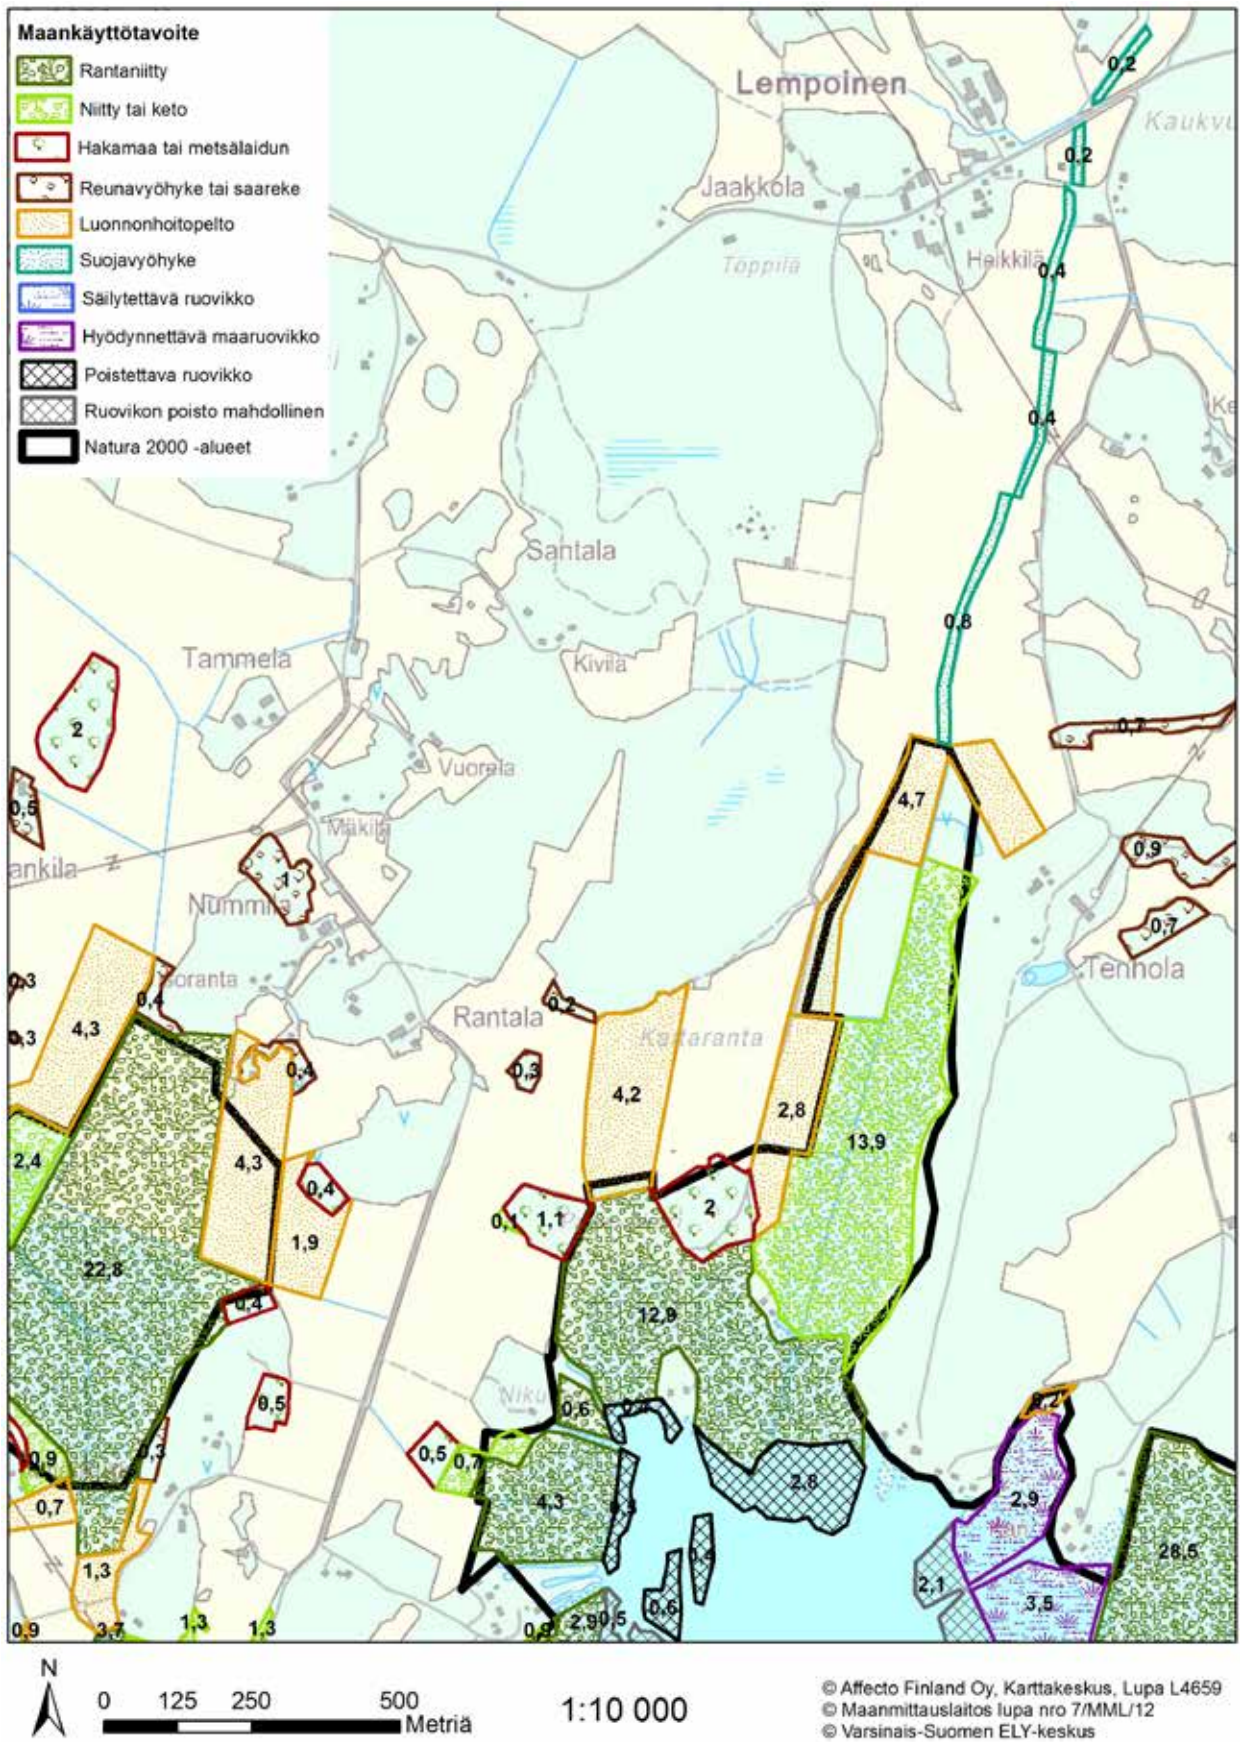 Maankäyttötavoite
Rantaniitty
Niitty tai keto
Hakamaa tai metsälaidun
Reunavyöhyke tai saareke
Luonnonhoitopelto
Suojavyöhyke
Säilytettävä ruovikko
Hyödynnettävä maaruovikko
Poistettava ruovikko
Ruovikon poisto mahdollinen
Natura 2000 -alueet
0,2
Lempoinen
Kaukvu
0,2
Jaakkola
Heikkilä
Töppilä
0,4
Ke
0,4
Santala
0,8
Tammela
Kivilä
2
0,7
Vuorela
4,7
0,5
Mäkilä
0,9
ankila
1
Nummila
0,7
Tenhola
0,3
oranta
0,4
0,2
Rantala
4,3
0,3
Kaitaranta
0,4
0,3
4,2
2,8
13,9
2,4
4,3
0,4
0,1
1,1
2
1,9
22,8
0,4
12,9
Niku
0,5
0,6
0,2
0,9
0,3
0,5
0,7
2,8
4,3
2,9
0,7
28,5
1,3
2,1
3,5
0,6
0,9
3,7
1,3
1,3
0,9
2,9
0,5
N
0 125 250 500
Metriä
1:10 000
© Affecto Finland Oy, Karttakeskus, Lupa L4659
© Maanmittauslaitos lupa nro 7/MML/12
© Varsinais-Suomen ELY-keskus